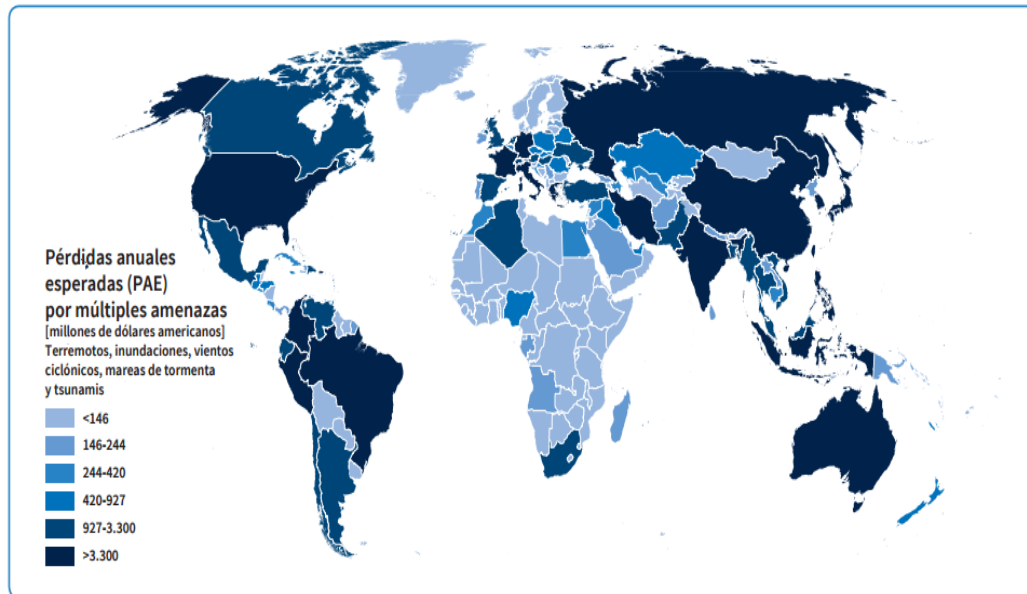 Pérdidas anuales
esperadas (PAE)
por múltiples amenazas
[millones de dólares americanos]
Terremotos, inundaciones, vientos
ciclónicos, mareas de tormenta
y tsunamis
<146
146-244
244-420
420-927
927-3.300
>3.300